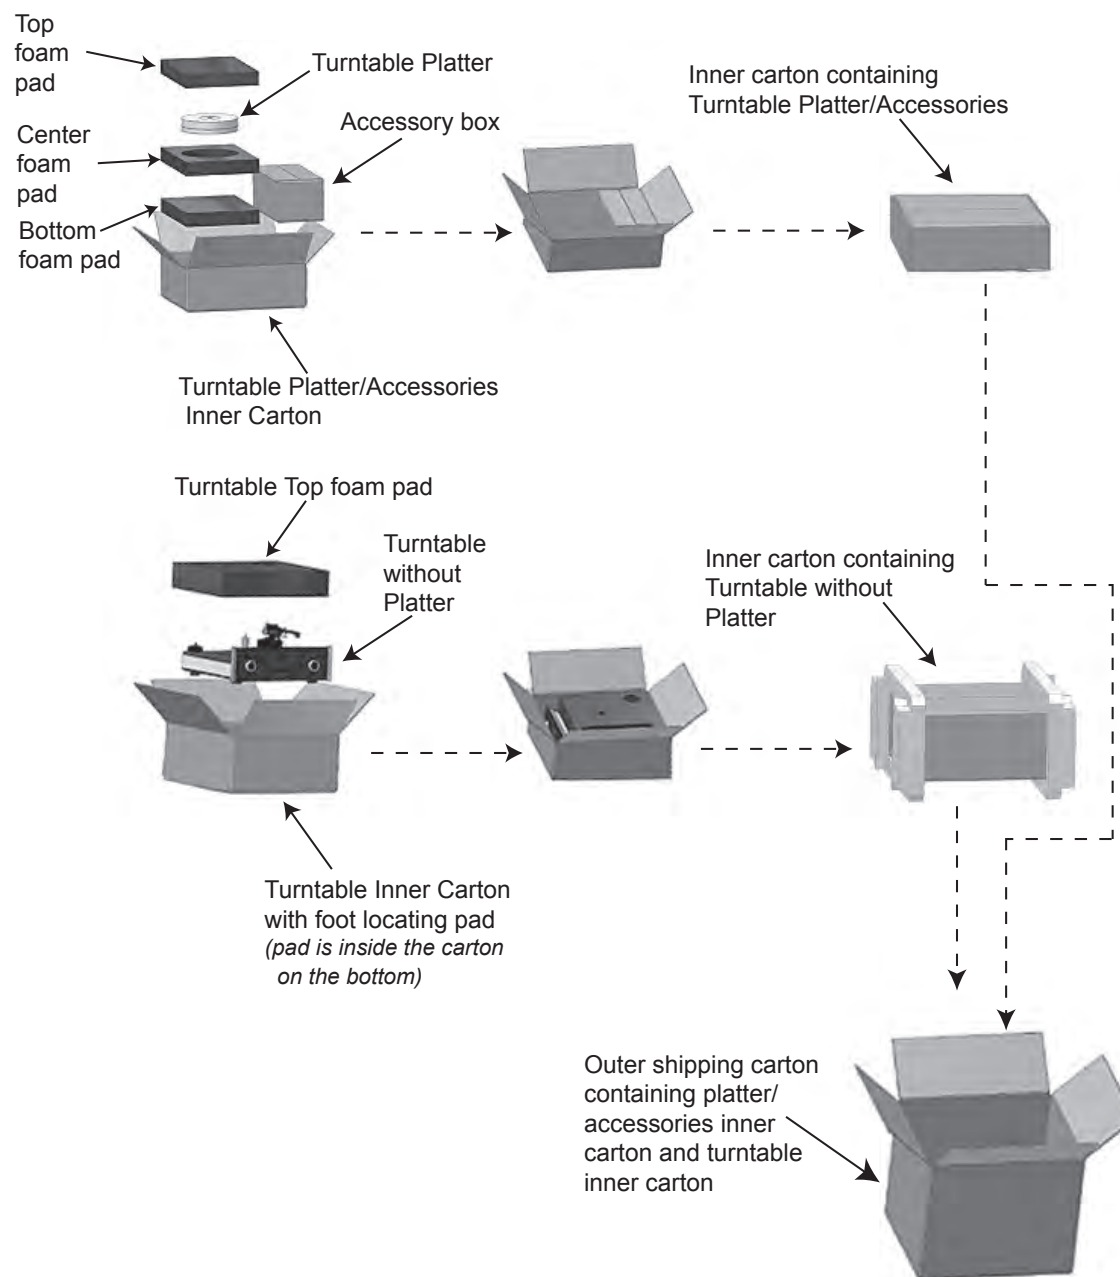 Top
foam
pad
Turntable Platter
Accessory box
Center
foam
pad
Bottom
foam pad
Turntable Platter/Accessories
Inner Carton
Inner carton containing
Turntable Platter/Accessories
Turntable Top foam pad
Turntable
without
Platter
Inner carton containing
Turntable without
Platter
Turntable Inner Carton
with foot locating pad
(pad is inside the carton
on the bottom)
Outer shipping carton
containing platter/
accessories inner
carton and turntable
inner carton